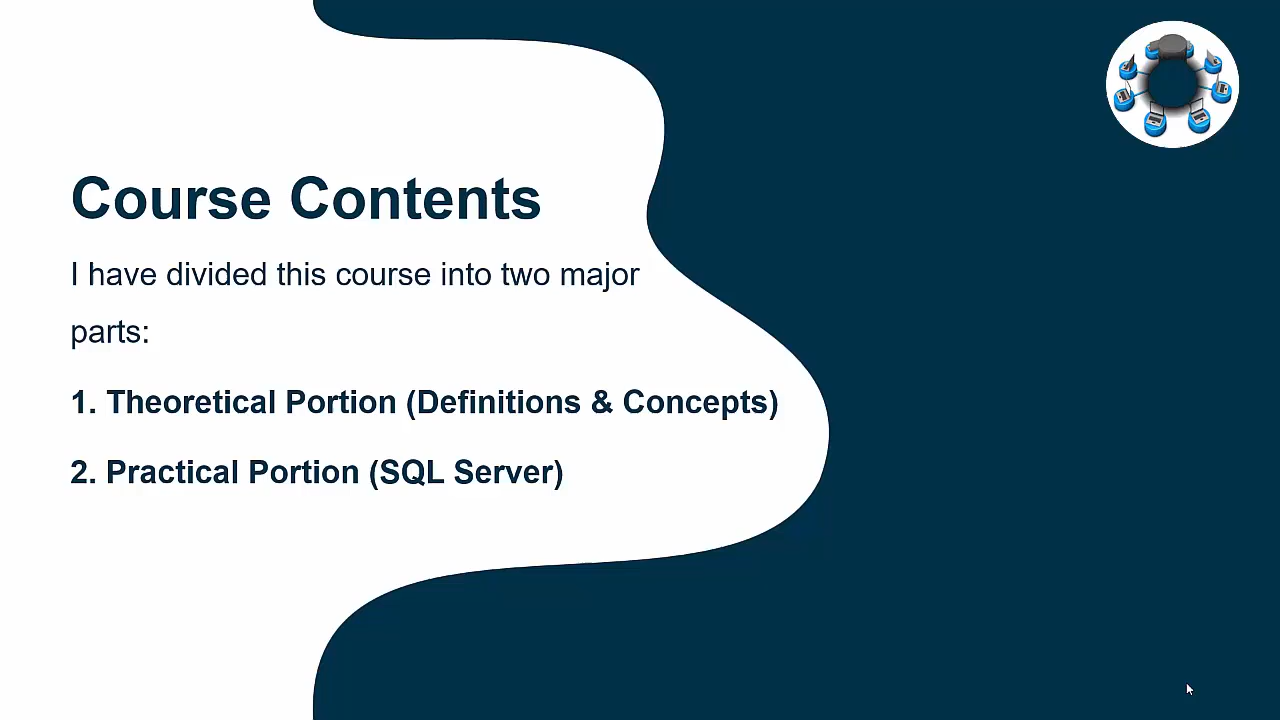 Course Contents
I have divided this course into two major
parts:
1. Theoretical Portion (Definitions & Concepts)
2. Practical Portion (SQL Server)